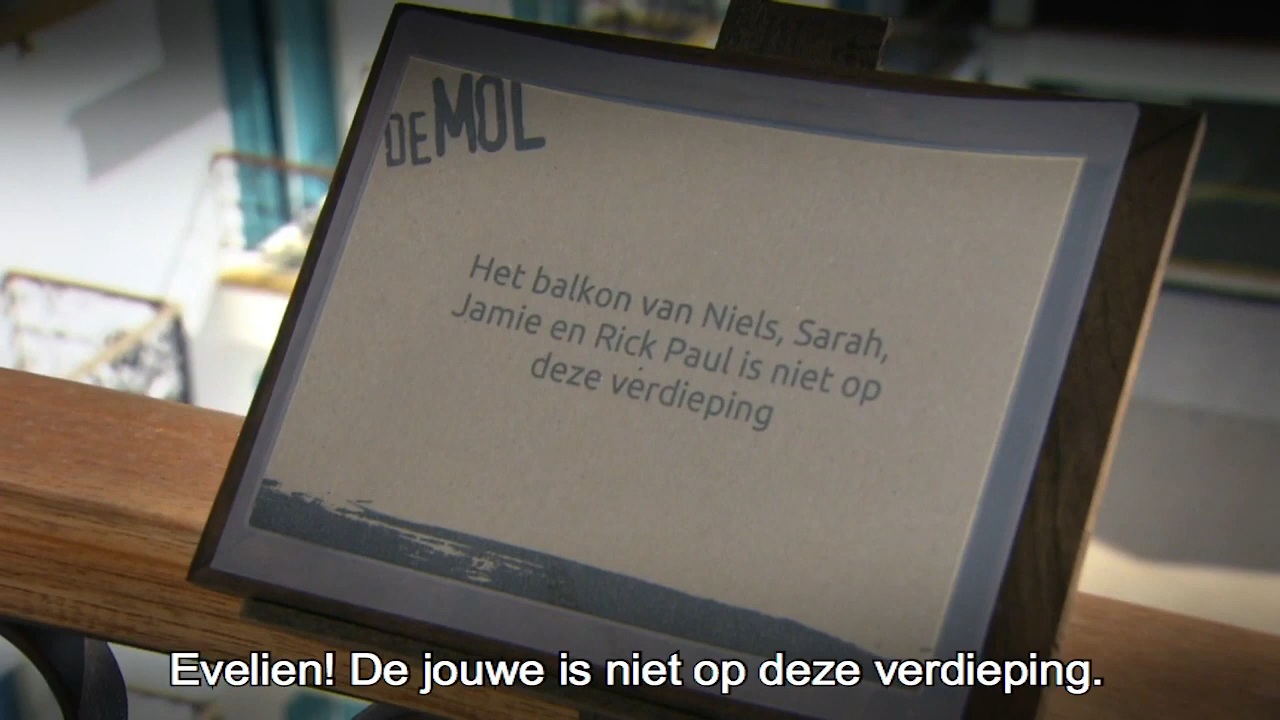 DE MOL
Het balkon van Niels, Sarah,
Jamie en Rick Paul is niet op
deze verdieping
Evelien! De jouwe is niet op deze verdieping.